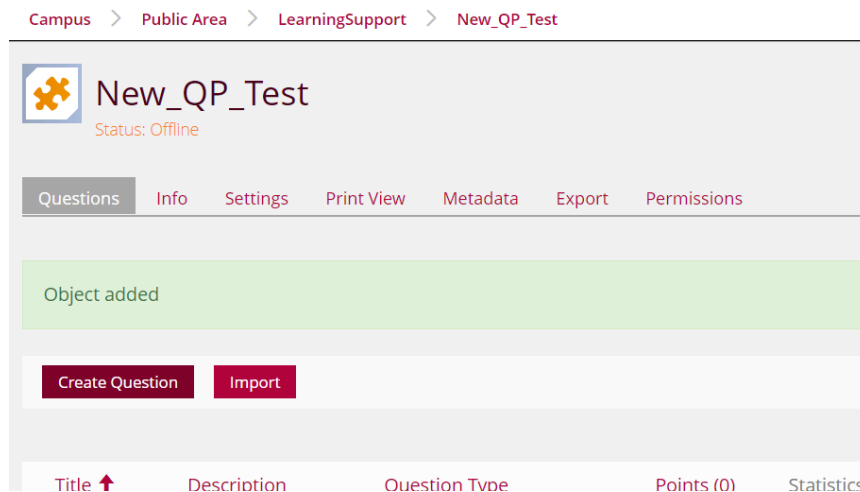 Campus > Public Area > LearningSupport > New_QP_Test
New_QP_Test
Status: Offline
Questions Info Settings Print View Metadata Export Permissions
Object added
Create Question Import
Title Description Question Type Points (0) Statistics